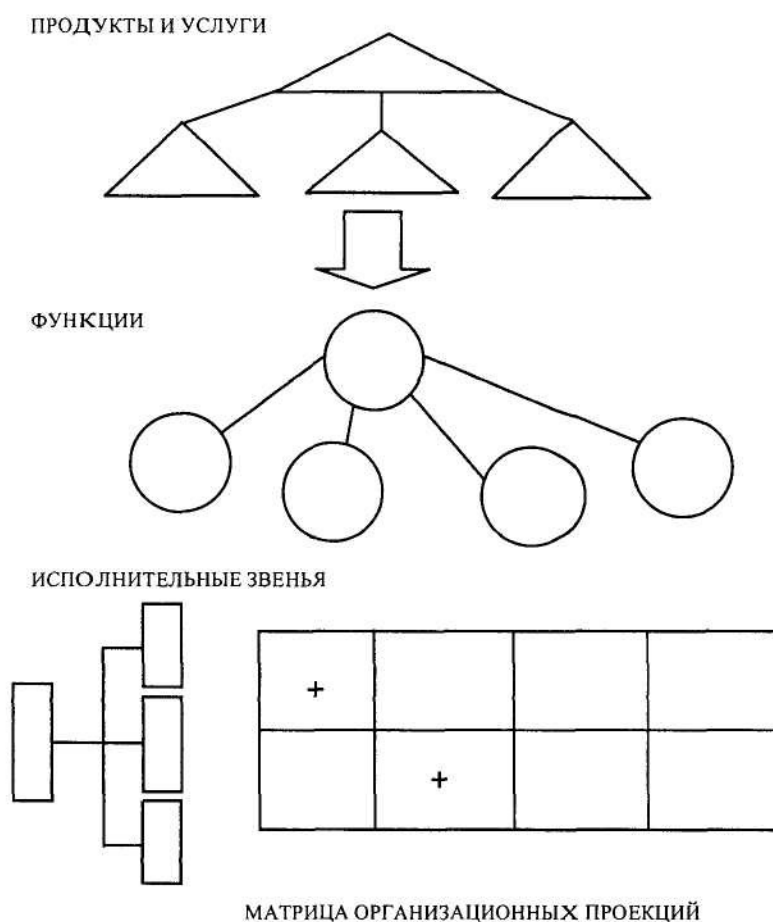 ПРОДУКТЫ И УСЛУГИ
ФУНКЦИИ
ИСПОЛНИТЕЛЬНЫЕ ЗВЕНЬЯ
+
+
МАТРИЦА ОРГАНИЗАЦИОННЫХ ПРОЕКЦИЙ